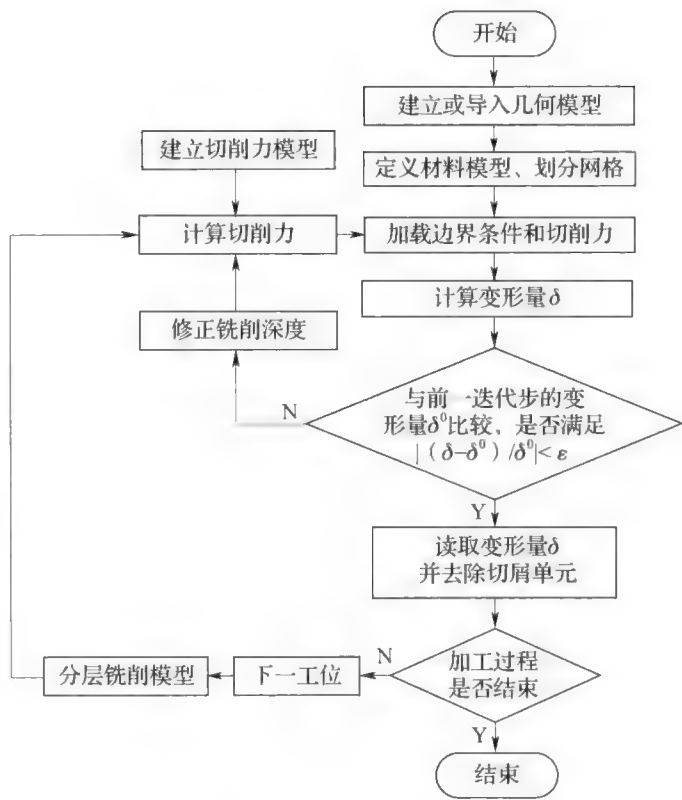 开始
建立或导入几何模型
建立切削力模型
定义材料模型、划分网格
计算切削力
加载边界条件和切削力
计算变形量δ
修正铣削深度
与前一迭代步的变
形量δ⁰比较，是否满足
|（δ−δ⁰）/δ⁰|< ε
N
Y
读取变形量δ
并去除切屑单元
加工过程
是否结束
N
下一工位
分层铣削模型
Y
结束